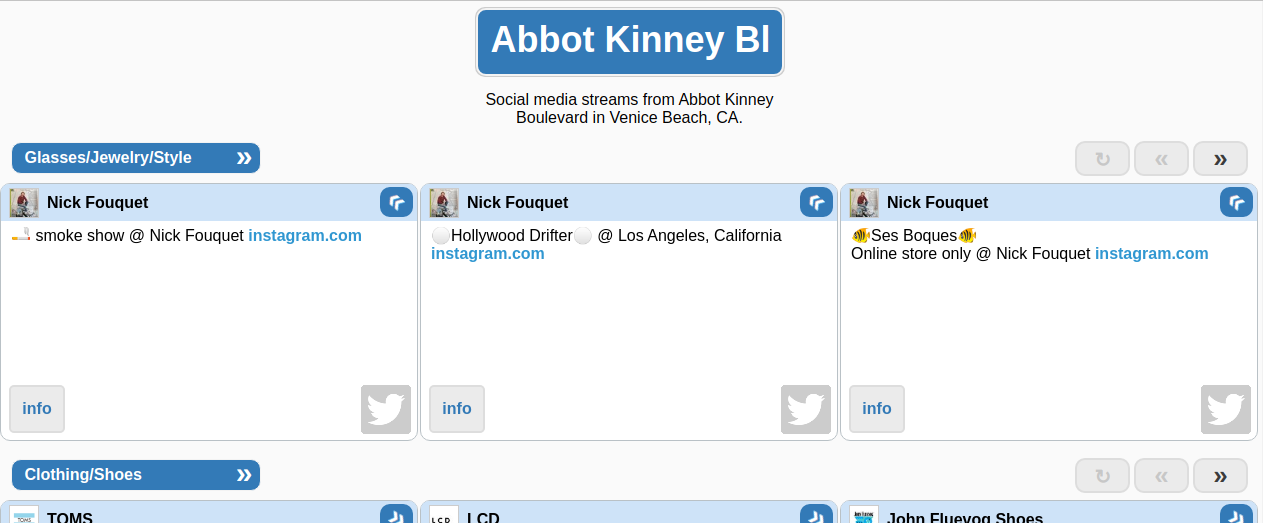 Abbot Kinney Bl
Social media streams from Abbot Kinney
Boulevard in Venice Beach, CA.
Glasses/Jewelry/Style »
↻ « »
Nick Fouquet
🚬 smoke show @ Nick Fouquet instagram.com
info
Nick Fouquet
⚪Hollywood Drifter⚪ @ Los Angeles, California
instagram.com
info
Nick Fouquet
🐠Ses Boques🐠
Online store only @ Nick Fouquet instagram.com
info
Clothing/Shoes »
↻ « »
TOMS
TOMS
LCD
LCD
John Fluevog Shoes